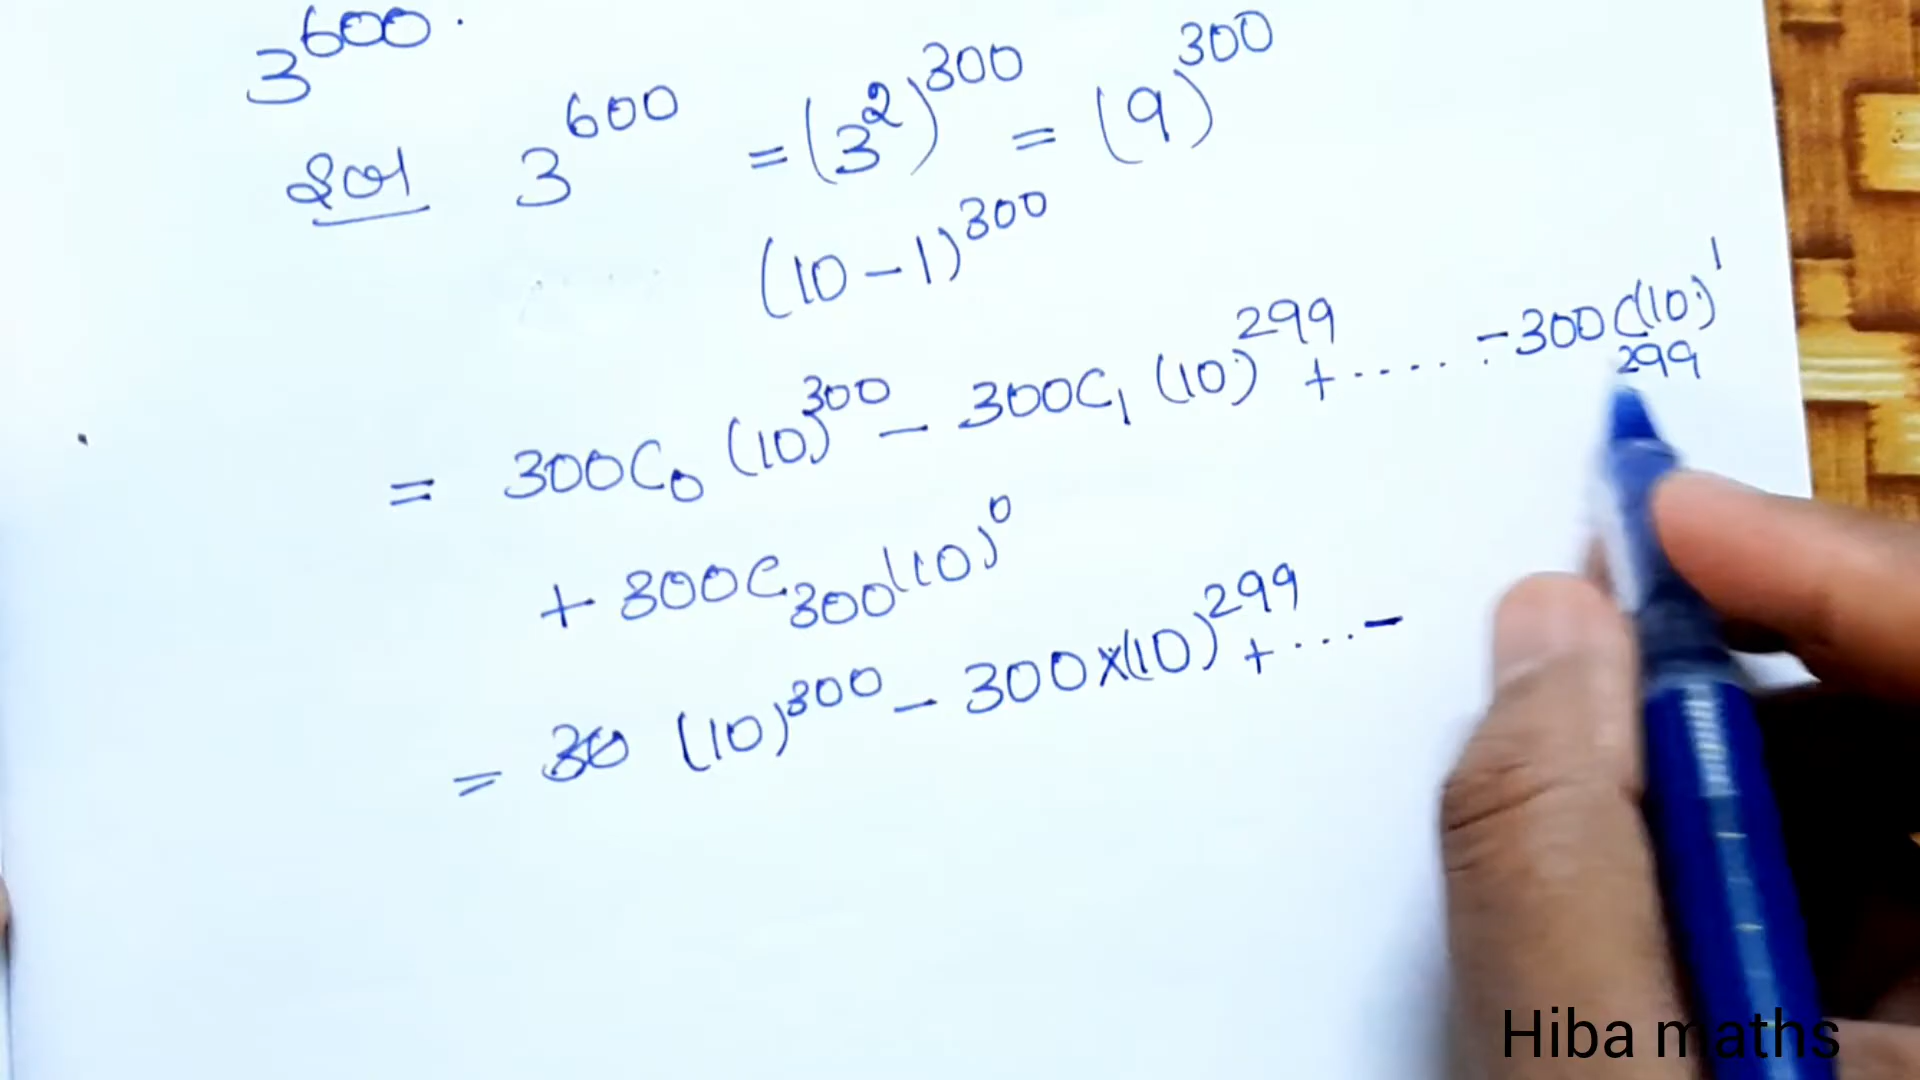 3^600.
Sol 3^600 = (3^2)^300 = (9)^300
(10-1)^300
= 300C₀ (10)^300 - 300C₁ (10)^299 + ..... - 300C₂₉₉(10)^1
+ 300C₃₀₀(10)^0
= (10)^300 - 300×(10)^299 + ... -
Hiba maths